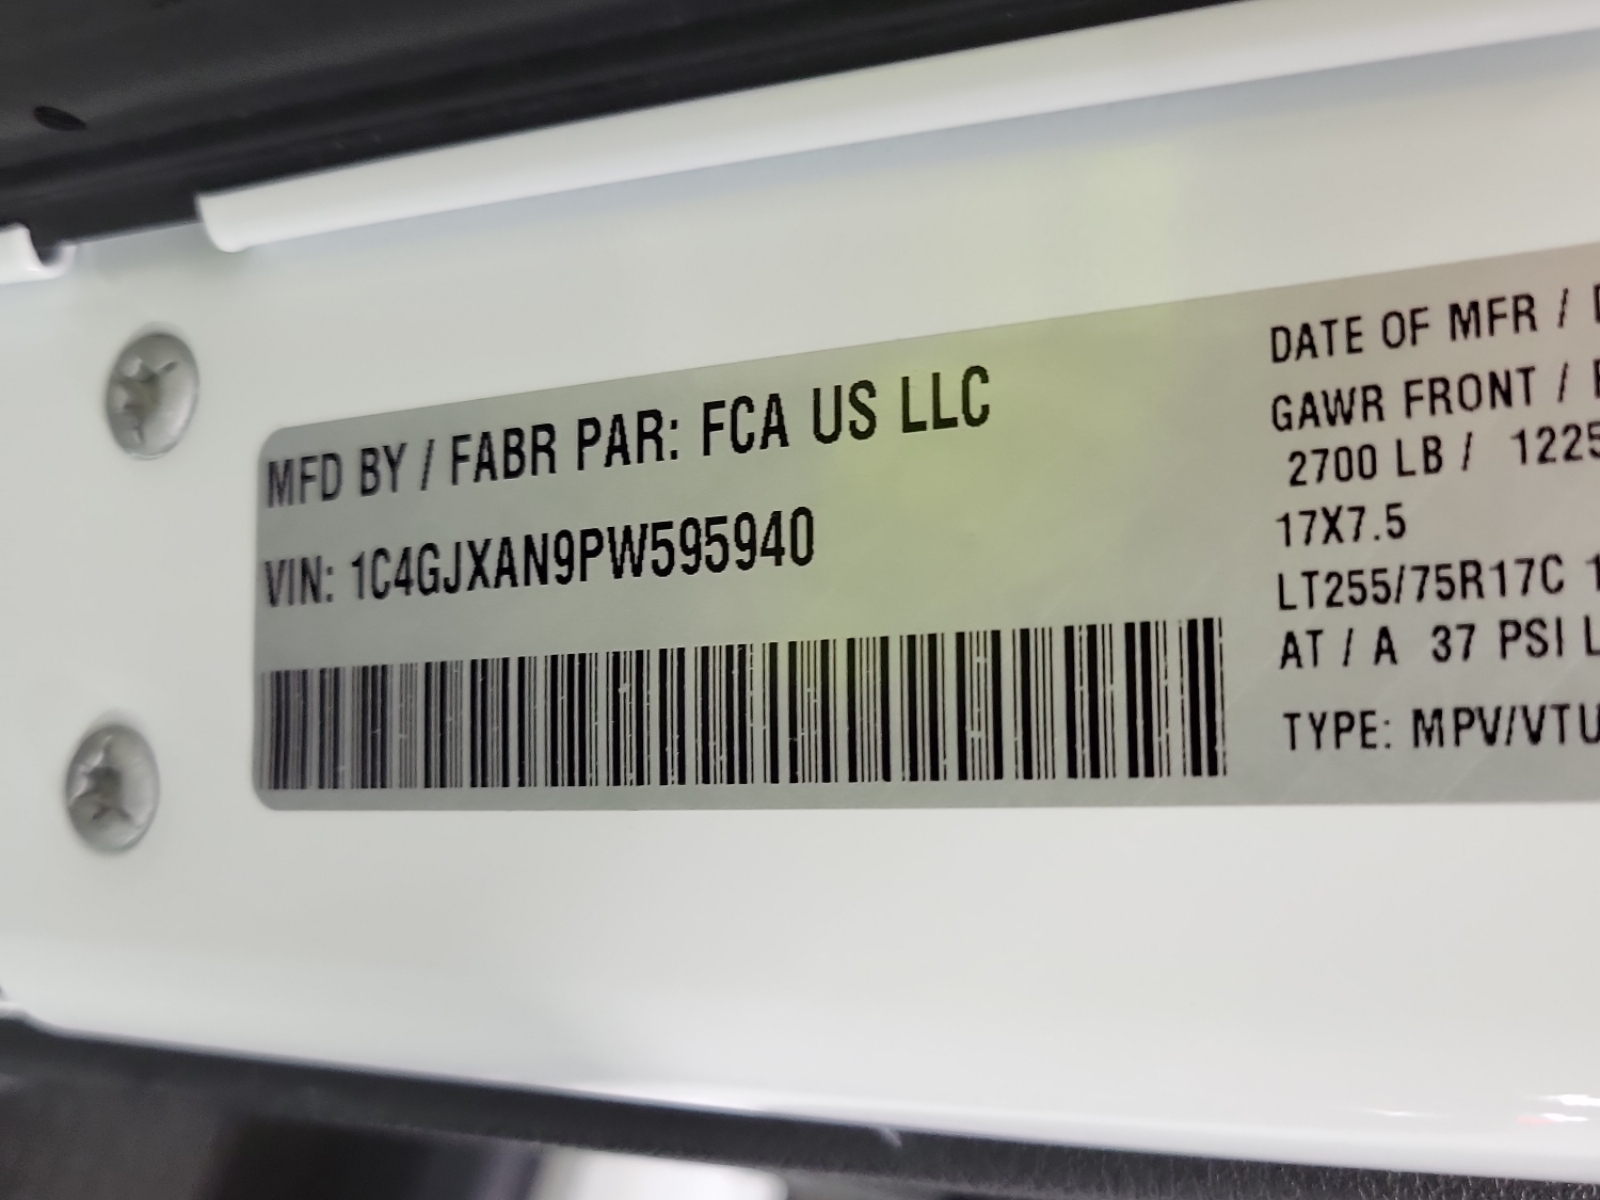 MFD BY / FABR PAR: FCA US LLC
VIN: 1C4GJXAN9PW595940
DATE OF MFR /
GAWR FRONT /
2700 LB / 1225
17X7.5
LT255/75R17C
AT / A 37 PSI
TYPE: MPV/VTU